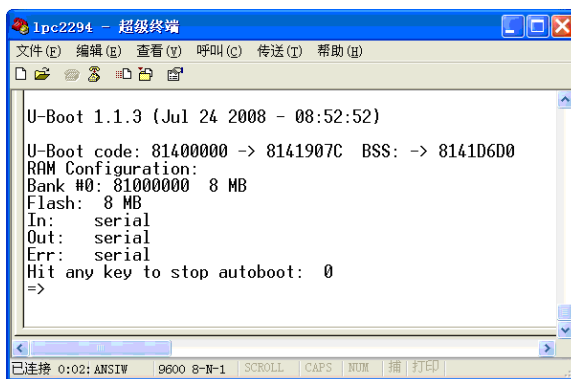 lpc2294 - 超级终端
文件(F) 编辑(E) 查看(V) 呼叫(C) 传送(T) 帮助(H)
U-Boot 1.1.3 (Jul 24 2008 - 08:52:52)
U-Boot code: 81400000 -> 8141907C  BSS: -> 8141D6D0
RAM Configuration:
Bank #0: 81000000  8 MB
Flash:  8 MB
In:    serial
Out:   serial
Err:   serial
Hit any key to stop autoboot:  0
=>
已连接 0:02:43 ANSIW 9600 8-N-1 SCROLL CAPS NUM 捕 打印